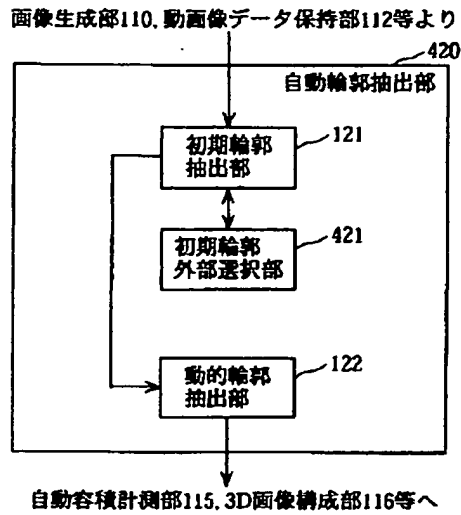 画像生成部110,動画像データ保持部112等より
420
自動輪郭抽出部
初期輪郭
抽出部
121
初期輪郭
外部選択部
421
動的輪郭
抽出部
122
自動容積計測部115,3D画像構成部116等へ